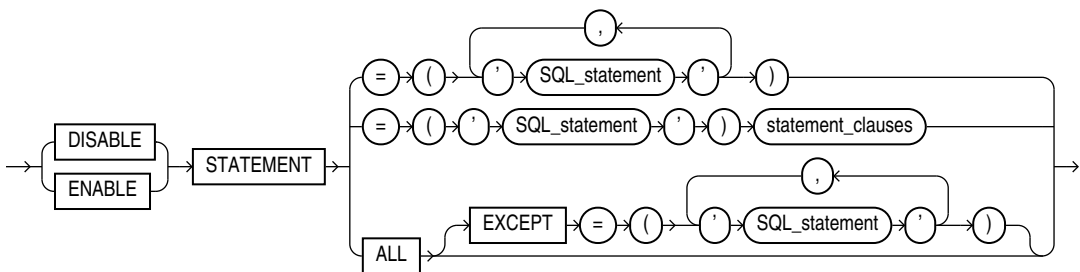 ,
= ( ' SQL_statement ' )
= ( ' SQL_statement ' ) statement_clauses
DISABLE
ENABLE
STATEMENT
,
EXCEPT = ( ' SQL_statement ' )
ALL